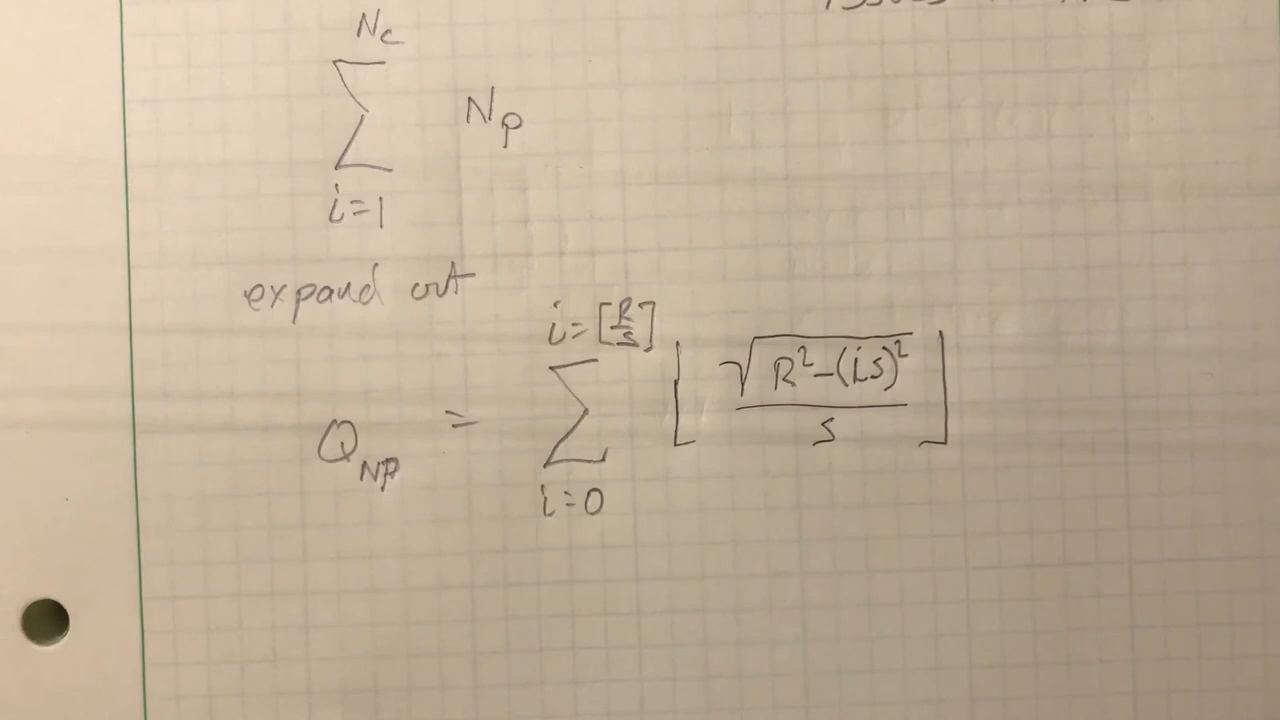 Nc
∑ Np
i=1
expand out
i=[R/s]
Q_NP = ∑ ⌊ √(R²-(is)²) / s ⌋
i=0